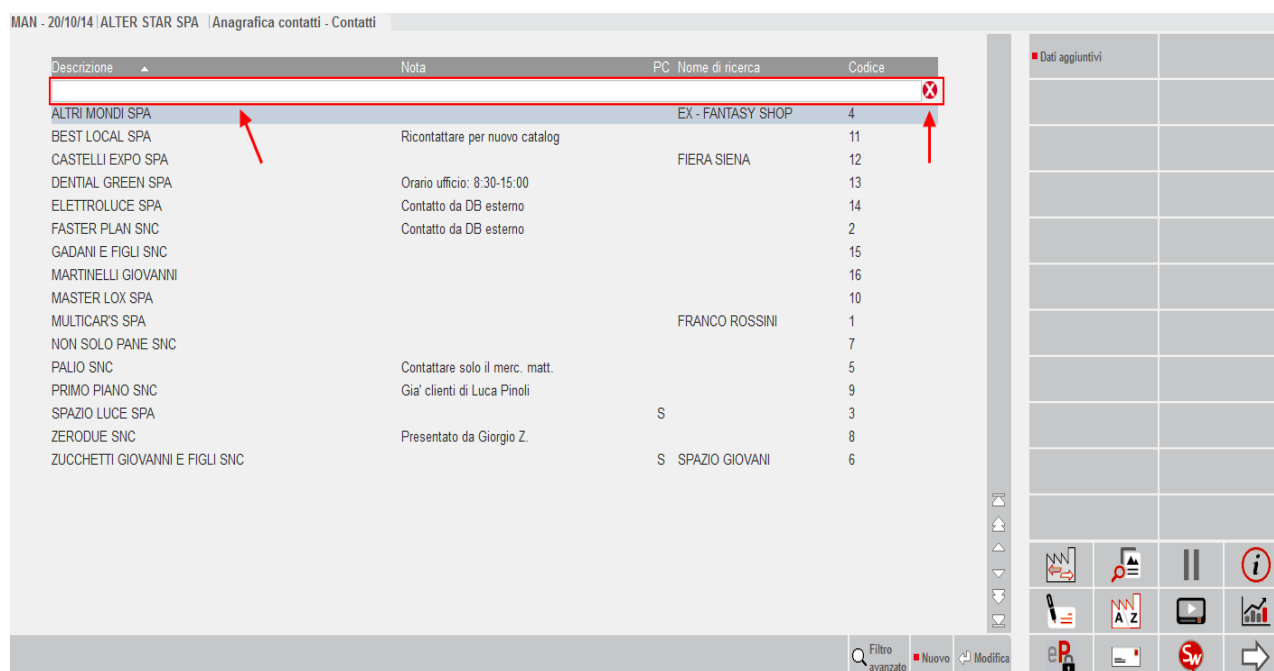 MAN - 20/10/14 | ALTER STAR SPA | Anagrafica contatti - Contatti
Descrizione Nota PC Nome di ricerca Codice
ALTRI MONDI SPA EX - FANTASY SHOP 4
BEST LOCAL SPA Ricontattare per nuovo catalog 11
CASTELLI EXPO SPA FIERA SIENA 12
DENTIAL GREEN SPA Orario ufficio: 8:30-15:00 13
ELETTROLUCE SPA Contatto da DB esterno 14
FASTER PLAN SNC Contatto da DB esterno 2
GADANI E FIGLI SNC 15
MARTINELLI GIOVANNI 16
MASTER LOX SPA 10
MULTICAR'S SPA FRANCO ROSSINI 1
NON SOLO PANE SNC 7
PALIO SNC Contattare solo il merc. matt. 5
PRIMO PIANO SNC Gia' clienti di Luca Pinoli 9
SPAZIO LUCE SPA S 3
ZERODUE SNC Presentato da Giorgio Z. 8
ZUCCHETTI GIOVANNI E FIGLI SNC S SPAZIO GIOVANI 6
Dati aggiuntivi
i
A Z
eP
Sw
Filtro
avanzato
Nuovo
Modifica